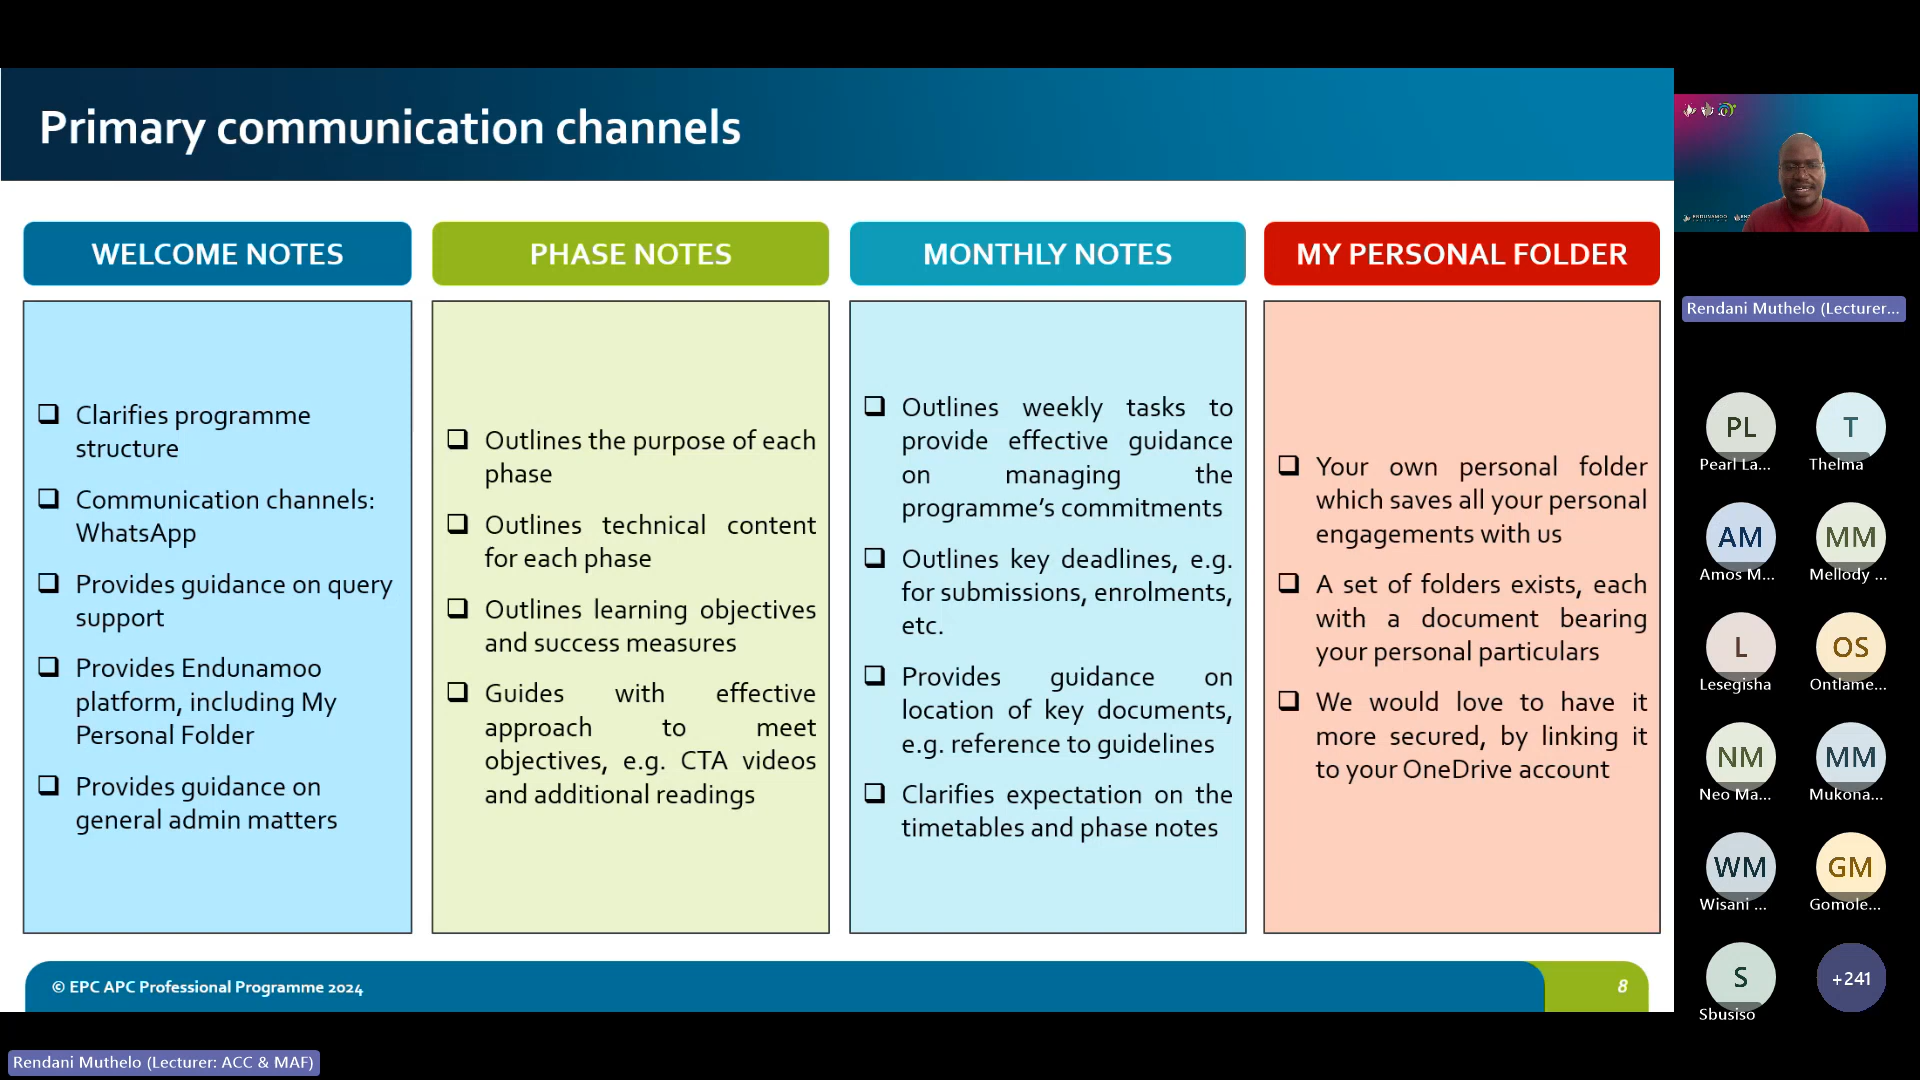 Primary communication channels
WELCOME NOTES
Clarifies programme
structure
Communication channels:
WhatsApp
Provides guidance on query
support
Provides Endunamoo
platform, including My
Personal Folder
Provides guidance on
general admin matters
PHASE NOTES
Outlines the purpose of each
phase
Outlines technical content
for each phase
Outlines learning objectives
and success measures
Guides with effective
approach to meet
objectives, e.g. CTA videos
and additional readings
MONTHLY NOTES
Outlines weekly tasks to
provide effective guidance
on managing the
programme’s commitments
Outlines key deadlines, e.g.
for submissions, enrolments,
etc.
Provides guidance on
location of key documents,
e.g. reference to guidelines
Clarifies expectation on the
timetables and phase notes
MY PERSONAL FOLDER
Your own personal folder
which saves all your personal
engagements with us
A set of folders exists, each
with a document bearing
your personal particulars
We would love to have it
more secured, by linking it
to your OneDrive account
© EPC APC Professional Programme 2024
8
Rendani Muthelo (Lecturer: ACC & MAF)
ENDUNAMOO
Rendani Muthelo (Lecturer...
PL
Pearl La...
T
Thelma
AM
Amos M...
MM
Mellody ...
L
Lesegisha
OS
Ontlame...
NM
Neo Ma...
MM
Mukona...
WM
Wisani ...
GM
Gomole...
S
Sbusiso
+241